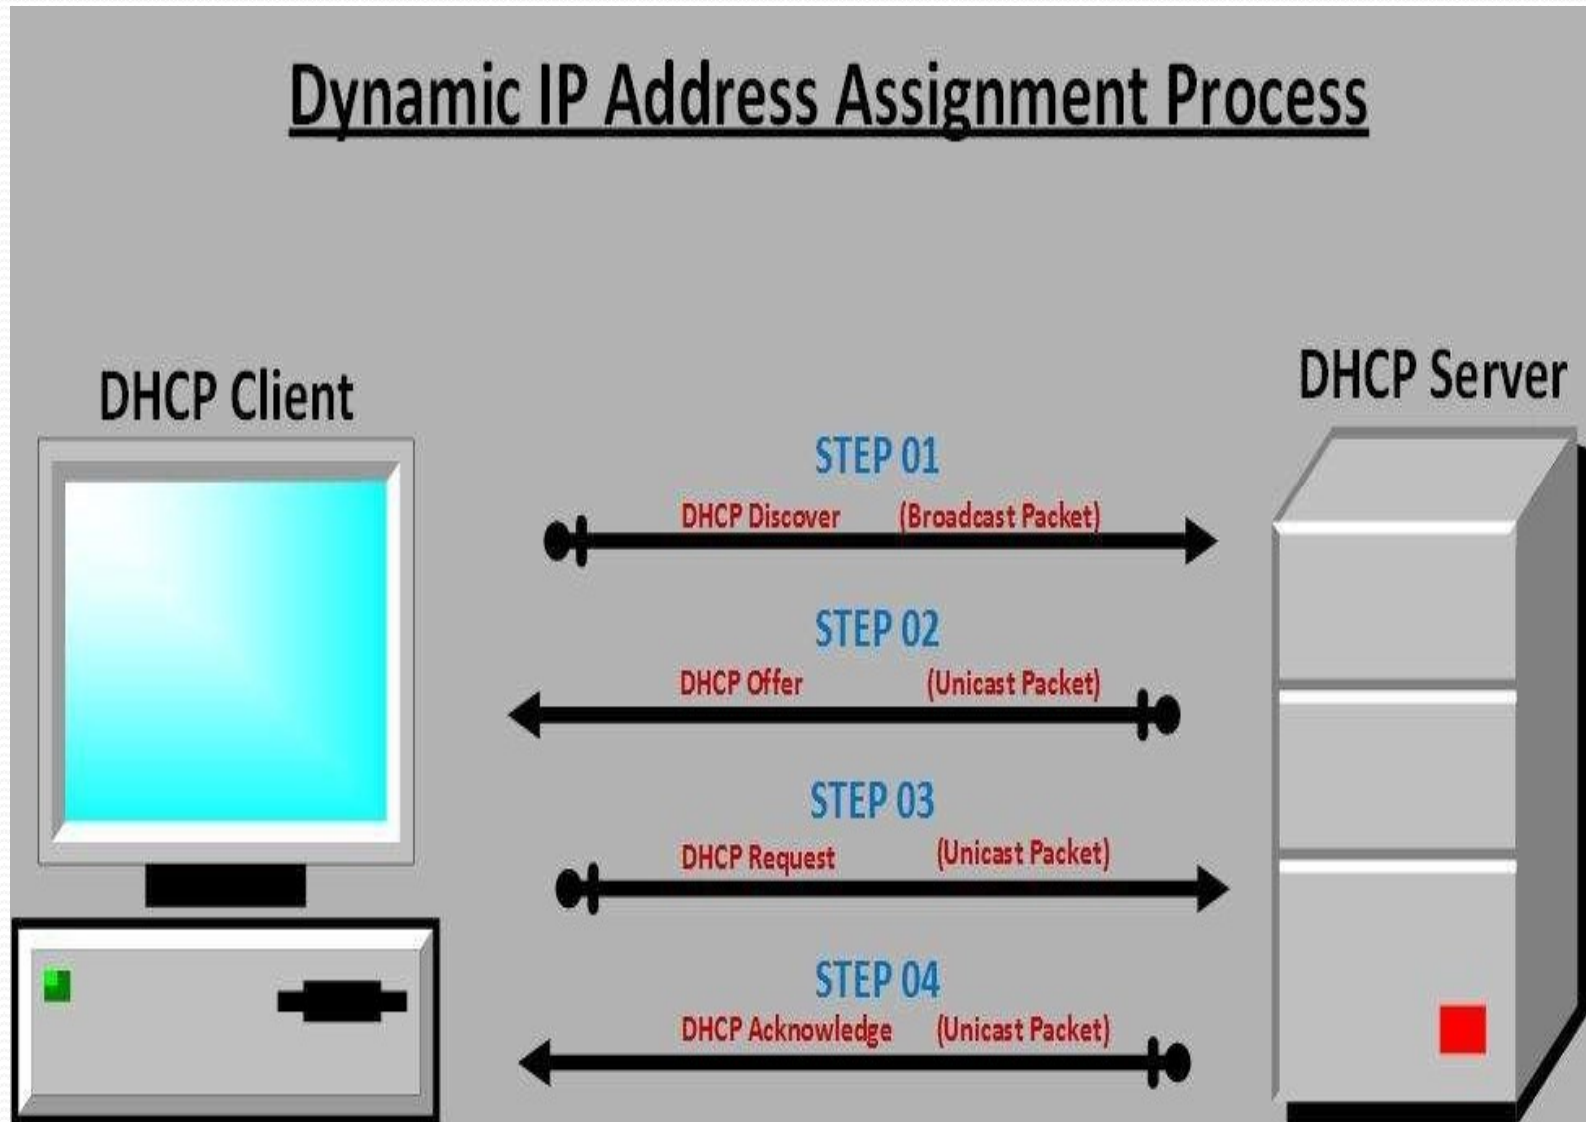 Dynamic IP Address Assignment Process
DHCP Client
DHCP Server
STEP 01
DHCP Discover (Broadcast Packet)
STEP 02
DHCP Offer (Unicast Packet)
STEP 03
DHCP Request (Unicast Packet)
STEP 04
DHCP Acknowledge (Unicast Packet)